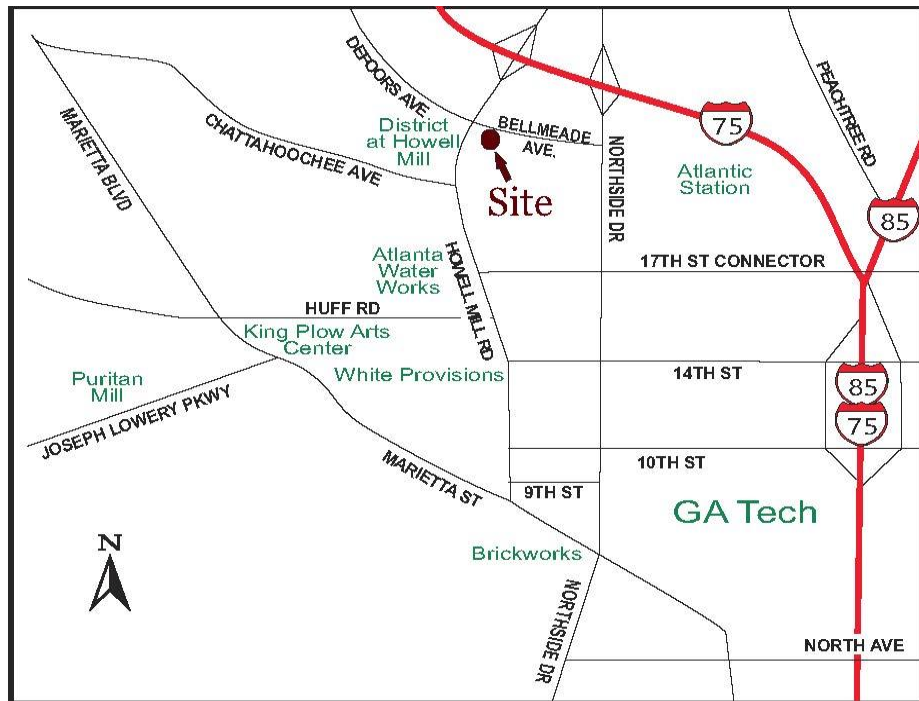 DEFOORS AVE
PEACHTREE RD
MARIETTA BLVD
CHATTAHOOCHEE AVE
District
at Howell
Mill
BELLMEADE
AVE.
NORTHSIDE DR
75
Atlantic
Station
85
Site
Atlanta
Water
Works
HOWELL MILL RD
17TH ST CONNECTOR
HUFF RD
King Plow Arts
Center
White Provisions
14TH ST
Puritan
Mill
85
75
JOSEPH LOWERY PKWY
MARIETTA ST
10TH ST
9TH ST
GA Tech
N
Brickworks
NORTHSIDE DR
NORTH AVE